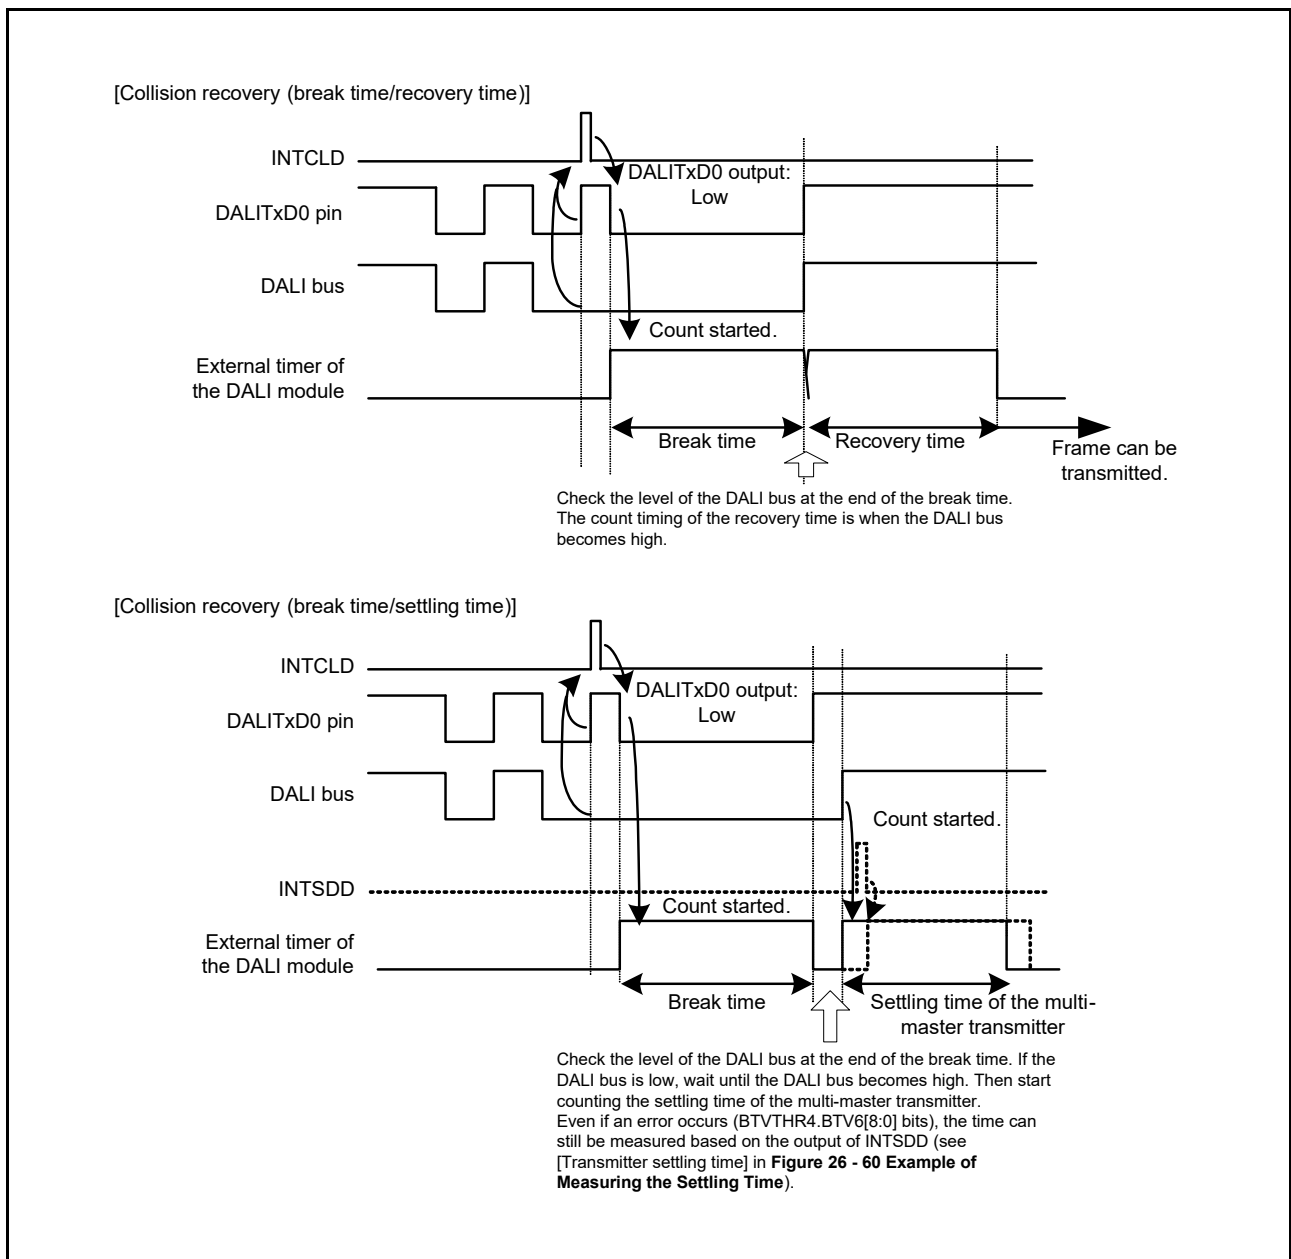 [Collision recovery (break time/recovery time)]
INTCLD
DALITxD0 output:
Low
DALITxD0 pin
DALI bus
Count started.
External timer of
the DALI module
Break time
Recovery time
Frame can be
transmitted.
Check the level of the DALI bus at the end of the break time.
The count timing of the recovery time is when the DALI bus
becomes high.
[Collision recovery (break time/settling time)]
INTCLD
DALITxD0 output:
Low
DALITxD0 pin
DALI bus
Count started.
INTSDD
Count started.
External timer of
the DALI module
Break time
Settling time of the multi-
master transmitter
Check the level of the DALI bus at the end of the break time. If the
DALI bus is low, wait until the DALI bus becomes high. Then start
counting the settling time of the multi-master transmitter.
Even if an error occurs (BTVTHR4.BTV6[8:0] bits), the time can
still be measured based on the output of INTSDD (see
[Transmitter settling time] in Figure 26 - 60 Example of
Measuring the Settling Time).